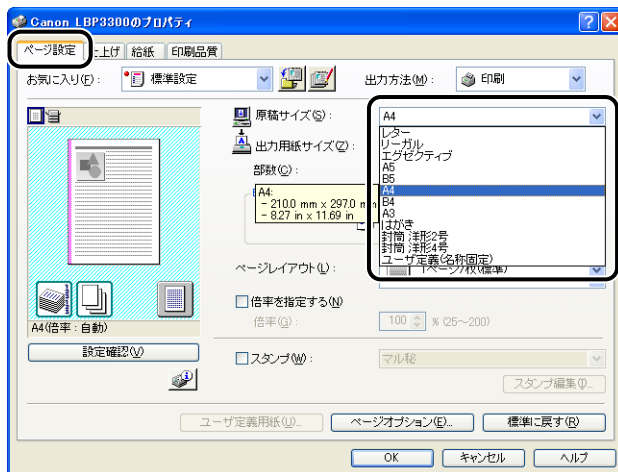 Canon LBP3300のプロパティ
ページ設定 上げ 給紙 印刷品質
お気に入り(F): 標準設定 出力方法(M): 印刷
原稿サイズ(S): A4
出力用紙サイズ(Z):
部数(C):
レター
リーガル
エグゼクティブ
A5
B5
A4
B4
A3
はがき
封筒 洋形2号
封筒 洋形4号
ユーザ定義(名称固定)
A4:
- 210.0 mm x 297.0 mm
- 8.27 in x 11.69 in
ページレイアウト(L): 1ページ/枚(標準)
倍率を指定する(N)
倍率(G): 100 % (25～200)
A4(倍率:自動)
設定確認(V)
スタンプ(W): マル秘
スタンプ編集(I)...
ユーザ定義用紙(U)... ページオプション(E)... 標準に戻す(R)
OK キャンセル ヘルプ